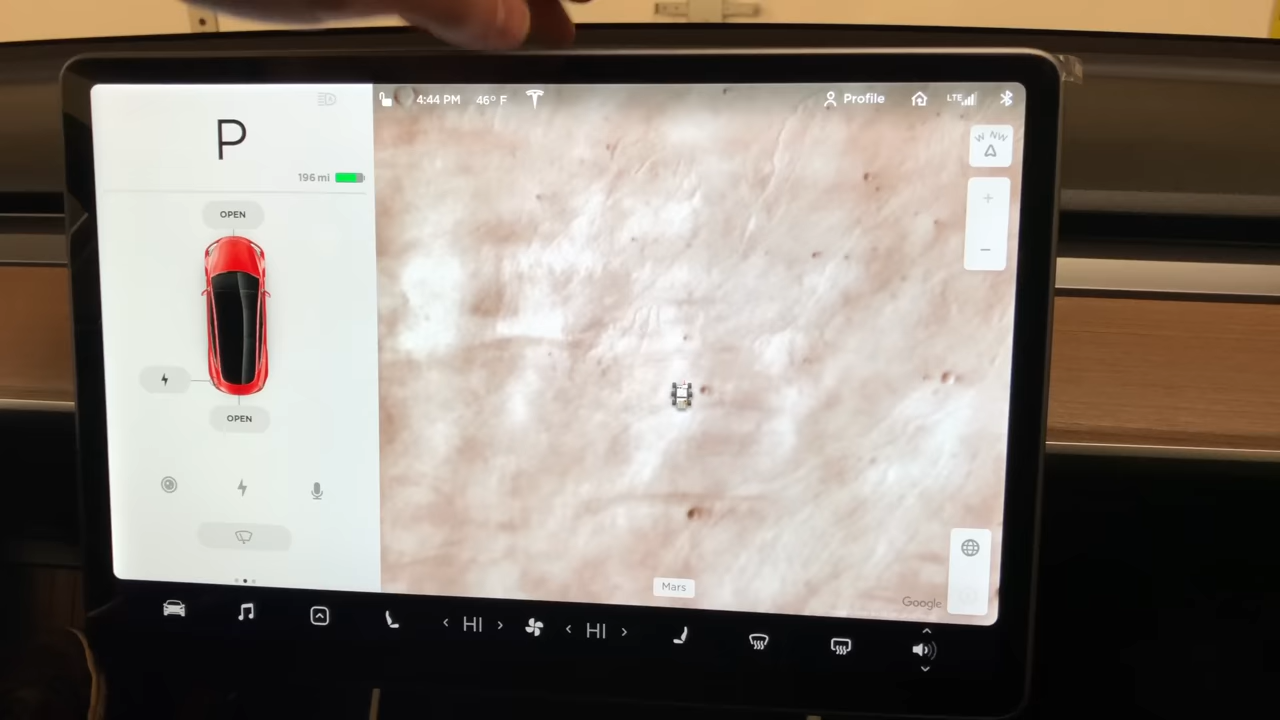 P
196 mi
OPEN
OPEN
4:44 PM 46° F
Profile
LTE
W NW
+
−
Mars
Google
< HI > < HI >